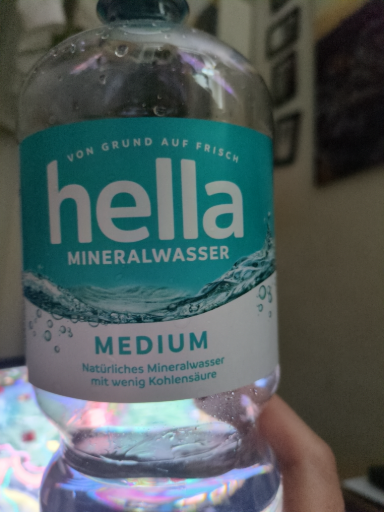 VON GRUND AUF FRISCH
hella
MINERALWASSER
MEDIUM
Natürliches Mineralwasser
mit wenig Kohlensäure